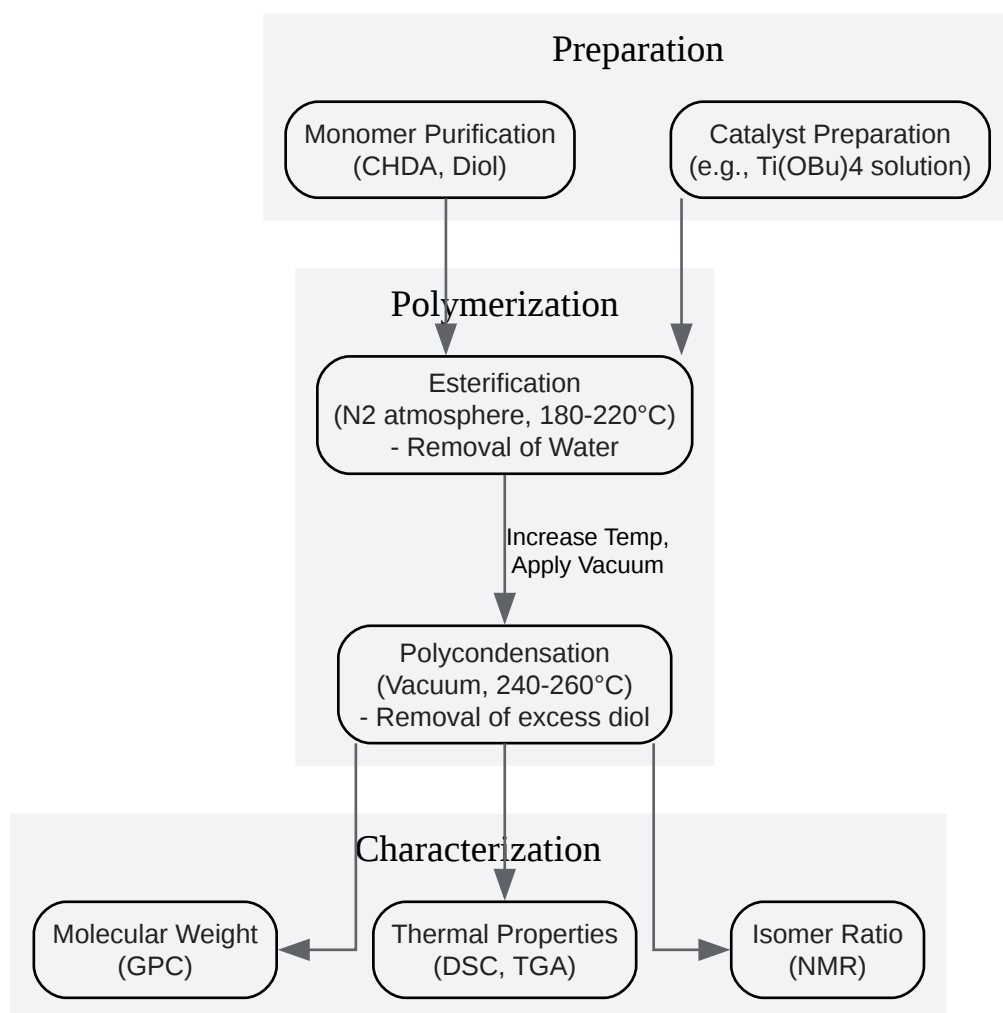 Preparation
Monomer Purification
(CHDA, Diol)
Catalyst Preparation
(e.g., Ti(OBu)4 solution)
Polymerization
Esterification
(N2 atmosphere, 180-220°C)
- Removal of Water
Increase Temp,
Apply Vacuum
Polycondensation
(Vacuum, 240-260°C)
- Removal of excess diol
Characterization
Molecular Weight
(GPC)
Thermal Properties
(DSC, TGA)
Isomer Ratio
(NMR)